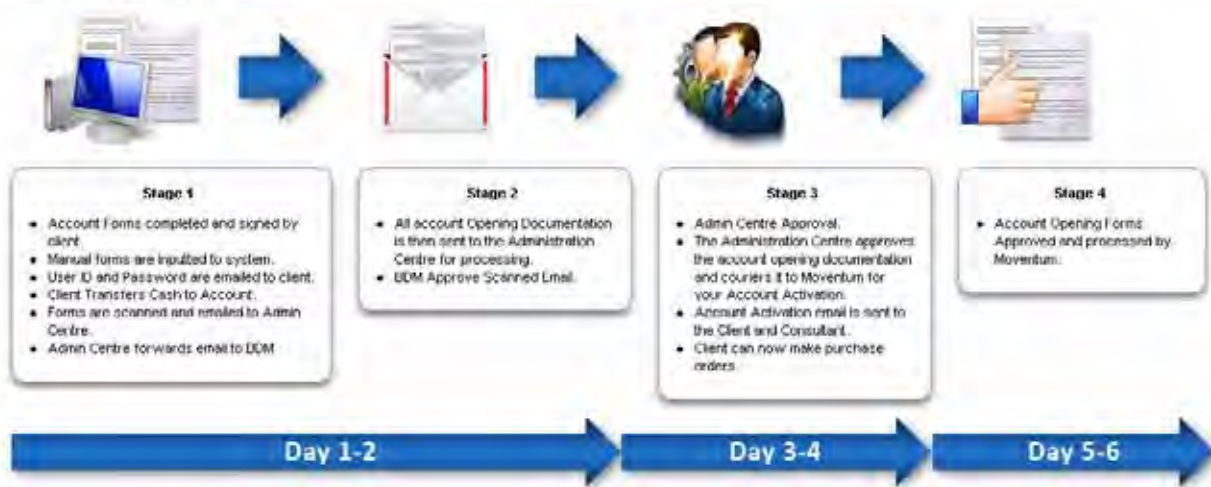 Stage 1
• Account Forms completed and signed by
client
• Manual forms are inputted to system.
• User ID and Password are emailed to client.
• Client Transfers Cash to Account.
• Forms are scanned and emailed to Admin
Centre.
• Admin Centre forwards email to BDM
Stage 2
• All account Opening Documentation
is then sent to the Administration
Centre for processing.
• BDM Approve Scanned Email.
Stage 3
• Admin Centre Approval.
• The Administration Centre approves
the account opening documentation
and couriers it to Moventum for
your Account Activation.
• Account Activation email is sent to
the Client and Consultant.
• Client can now make purchase
orders
Stage 4
• Account Opening Forms
Approved and processed by
Moventum.
Day 1-2
Day 3-4
Day 5-6